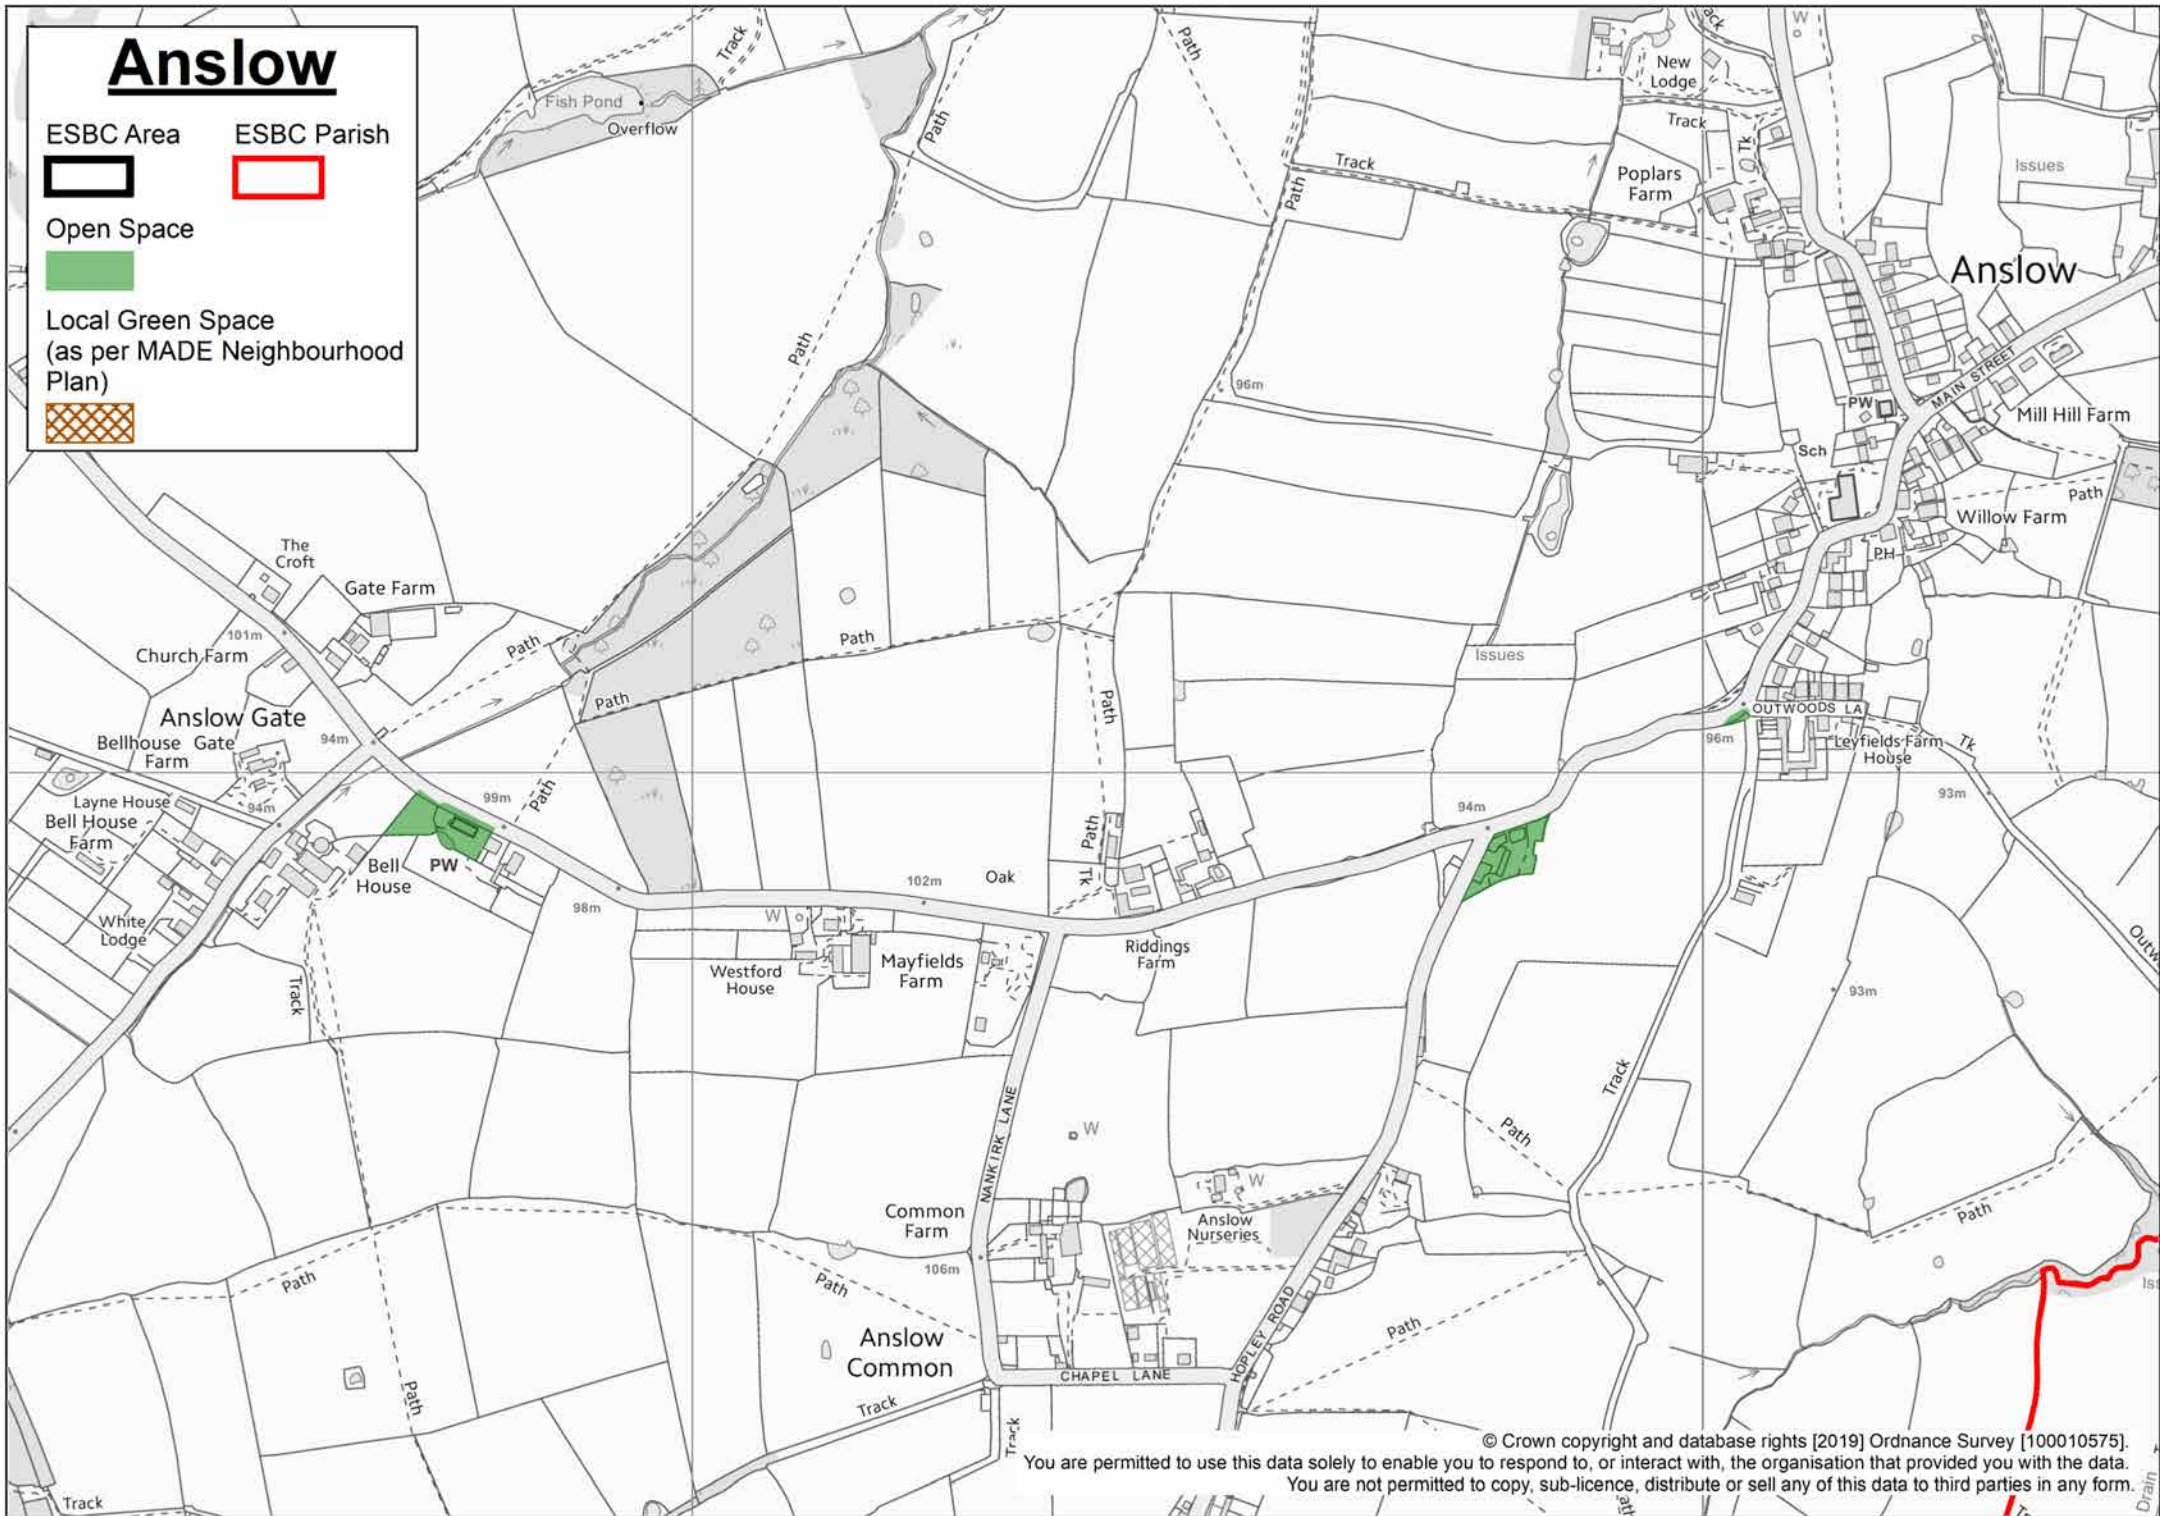 Anslow
ESBC Area
ESBC Parish
Open Space
Local Green Space
(as per MADE Neighbourhood
Plan)
Fish Pond
Overflow
Track
Path
Path
W
New
Lodge
Track
Tk
Poplars
Farm
Track
Path
Issues
Anslow
Path
96m
MAIN STREET
PW
Mill Hill Farm
Sch
Path
Willow Farm
PH
The
Croft
Gate Farm
101m
Church Farm
Path
Path
Path
Issues
Path
Anslow Gate
94m
Bellhouse Gate
Farm
OUTWOODS LA
96m
Leyfields Farm
House
Tk
93m
Layne House
Bell House
Farm
94m
99m
Path
94m
Bell
House
PW
Path
Tk
Oak
102m
98m
White
Lodge
W
Westford
House
Mayfields
Farm
Riddings
Farm
Track
93m
Track
NANKIRK LANE
W
Path
Common
Farm
106m
W
Anslow
Nurseries
Path
Path
Path
Path
HOPLEY ROAD
Path
Anslow
Common
CHAPEL LANE
Track
Track
Track
Drain
© Crown copyright and database rights [2019] Ordnance Survey [100010575].
You are permitted to use this data solely to enable you to respond to, or interact with, the organisation that provided you with the data.
You are not permitted to copy, sub-licence, distribute or sell any of this data to third parties in any form.